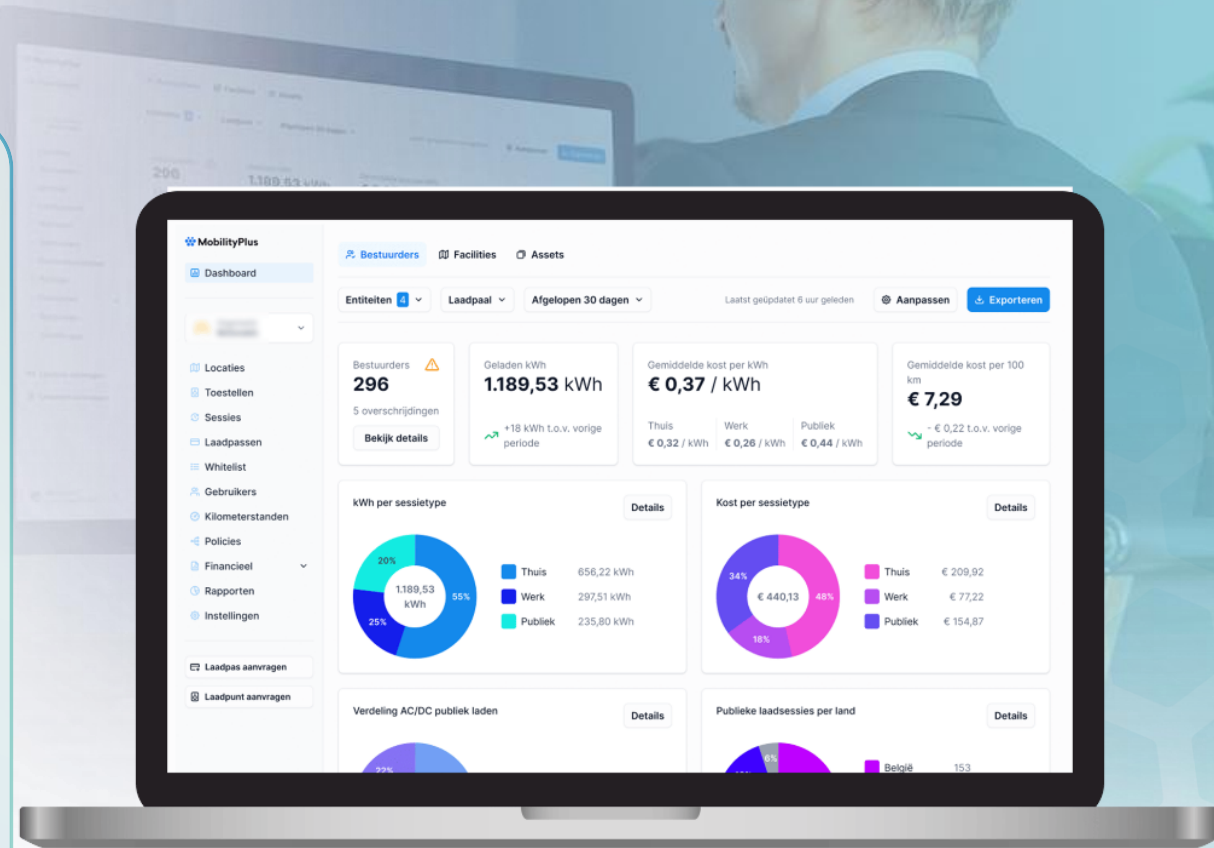 296
1.189,53 kWh
MobilityPlus
Dashboard
Bestuurders
Facilities
Assets
Entiteiten 4
Laadpaal
Afgelopen 30 dagen
Laatst geüpdatet 6 uur geleden
Aanpassen
Exporteren
Locaties
Toestellen
Sessies
Laadpassen
Whitelist
Gebruikers
Kilometerstanden
Policies
Financieel
Rapporten
Instellingen
Laadpas aanvragen
Laadpunt aanvragen
Bestuurders
296
5 overschrijdingen
Bekijk details
Geladen kWh
1.189,53 kWh
+18 kWh t.o.v. vorige
periode
Gemiddelde kost per kWh
€ 0,37 / kWh
Thuis
€ 0,32 / kWh
Werk
€ 0,26 / kWh
Publiek
€ 0,44 / kWh
Gemiddelde kost per 100
km
€ 7,29
- € 0,22 t.o.v. vorige
periode
kWh per sessietype
Details
20%
55%
25%
1.189,53
kWh
Thuis 656,22 kWh
Werk 297,51 kWh
Publiek 235,80 kWh
Kost per sessietype
Details
34%
48%
18%
€ 440,13
Thuis € 209,92
Werk € 77,22
Publiek € 154,87
Verdeling AC/DC publiek laden
Details
22%
Publieke laadsessies per land
Details
6%
België 153